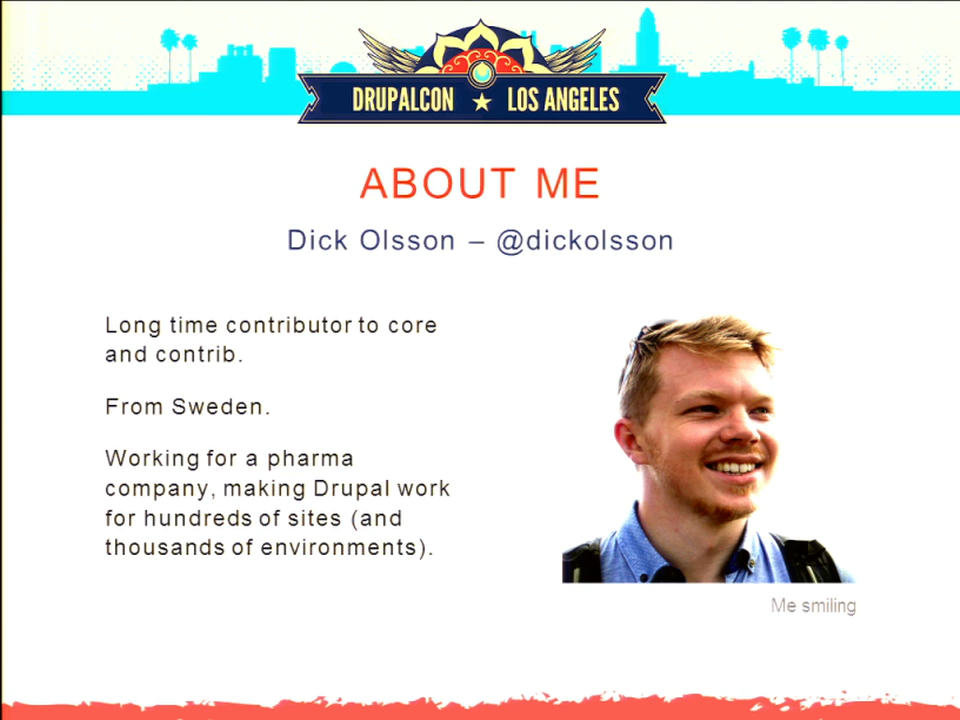 DRUPALCON ★ LOS ANGELES
ABOUT ME
Dick Olsson – @dickolsson
Long time contributor to core
and contrib.
From Sweden.
Working for a pharma
company, making Drupal work
for hundreds of sites (and
thousands of environments).
Me smiling